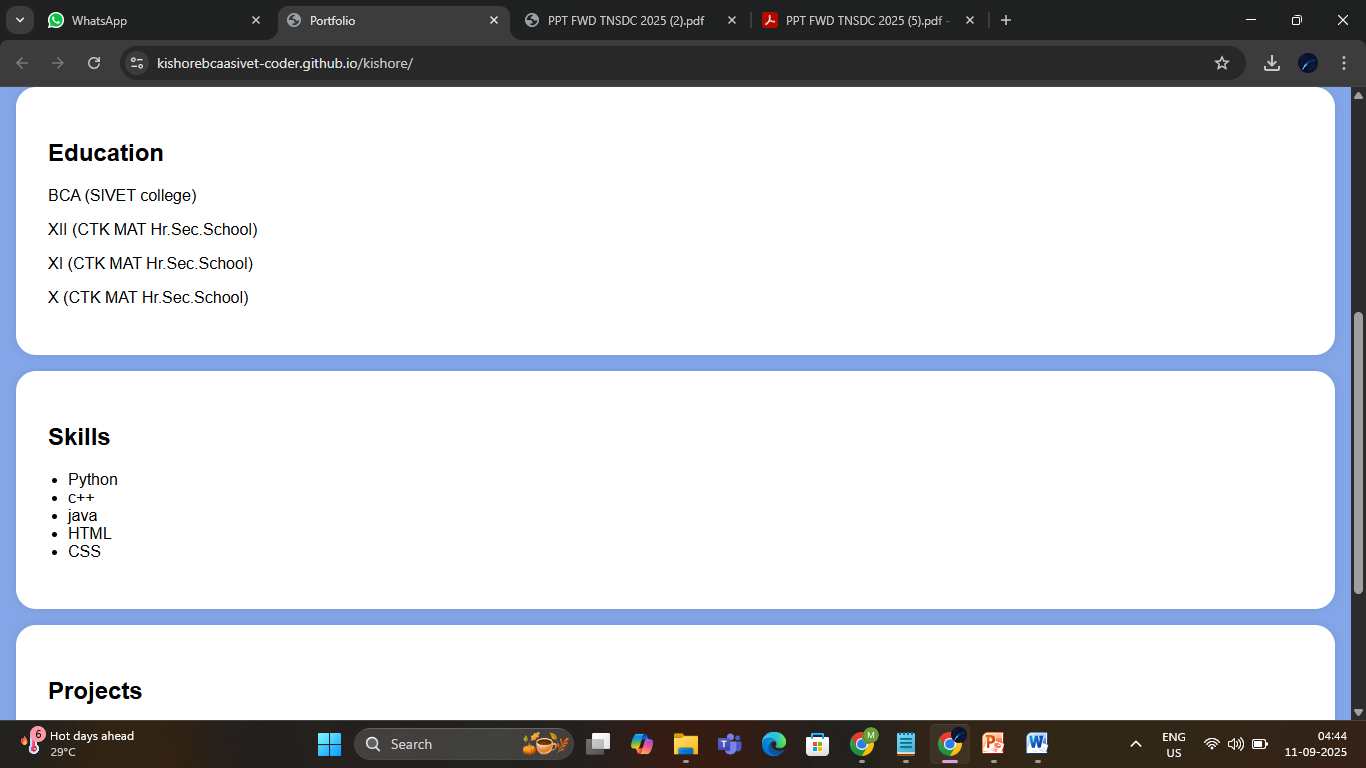 WhatsApp
Portfolio
PPT FWD TNSDC 2025 (2).pdf
PPT FWD TNSDC 2025 (5).pdf -
kishorebcaasivet-coder.github.io/kishore/
Education
BCA (SIVET college)
XII (CTK MAT Hr.Sec.School)
XI (CTK MAT Hr.Sec.School)
X (CTK MAT Hr.Sec.School)
Skills
Python
c++
java
HTML
CSS
Projects
6
Hot days ahead
29°C
Search
M
ENG
US
04:44
11-09-2025